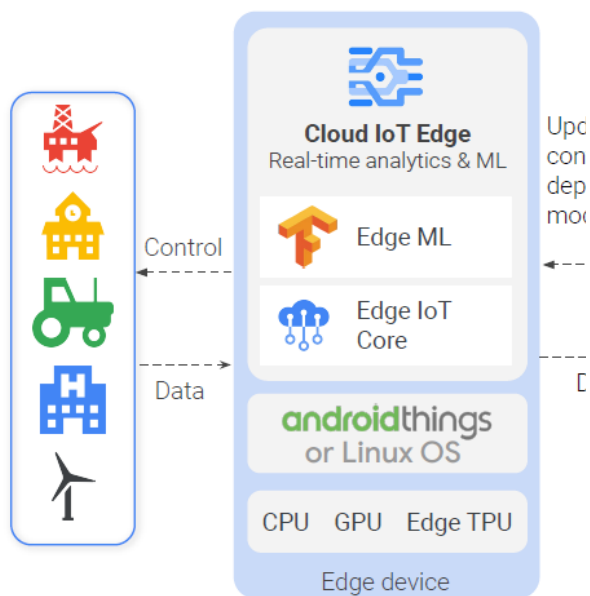 Cloud IoT Edge
Real-time analytics & ML
Edge ML
Edge IoT
Core
Control
Data
H
androidthings
or Linux OS
CPU GPU Edge TPU
Edge device